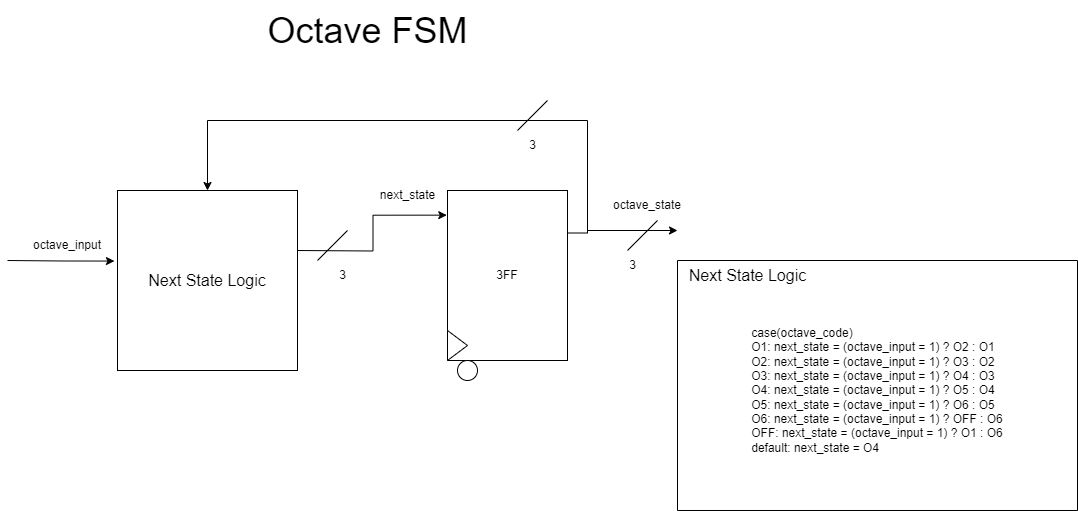 Octave FSM
3
next_state
octave_state
octave_input
3
3
Next State Logic
3FF
Next State Logic
case(octave_code)
O1: next_state = (octave_input = 1) ? O2 : O1
O2: next_state = (octave_input = 1) ? O3 : O2
O3: next_state = (octave_input = 1) ? O4 : O3
O4: next_state = (octave_input = 1) ? O5 : O4
O5: next_state = (octave_input = 1) ? O6 : O5
O6: next_state = (octave_input = 1) ? OFF : O6
OFF: next_state = (octave_input = 1) ? O1 : O6
default: next_state = O4